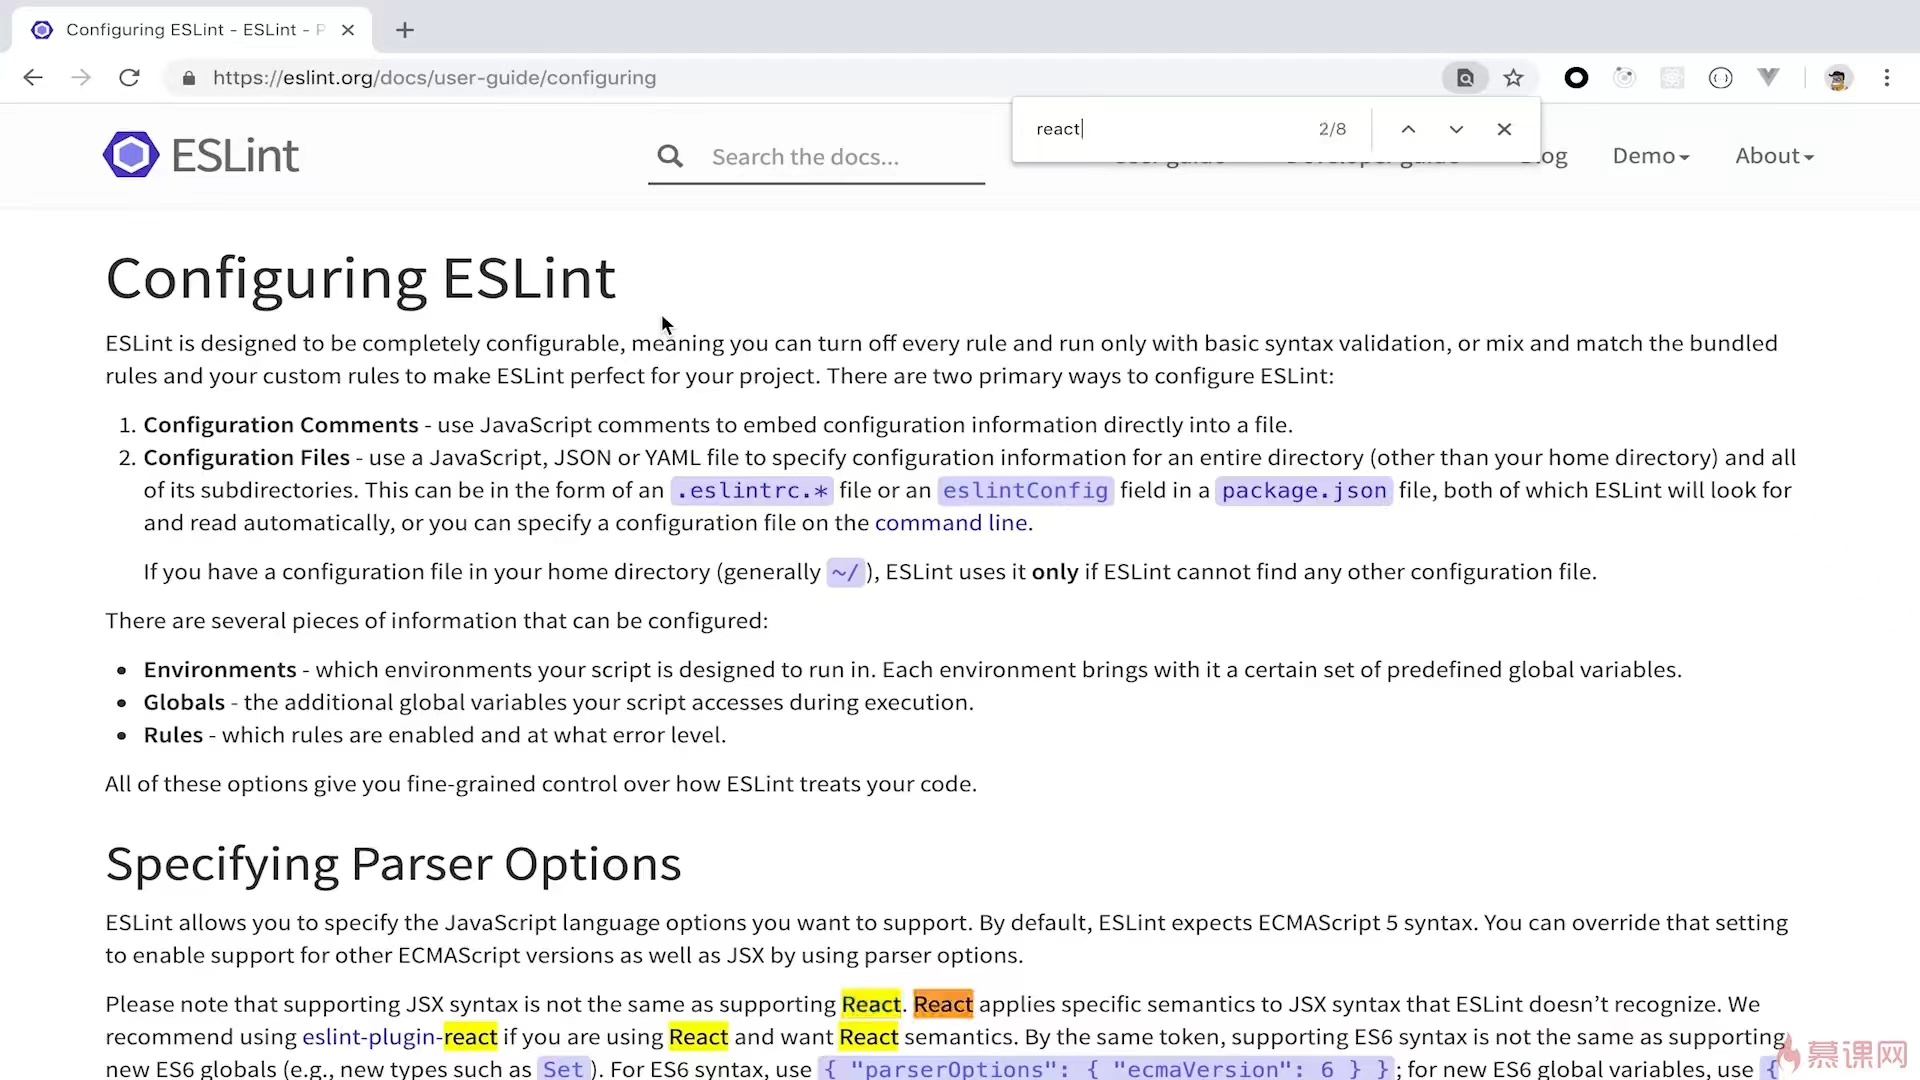 Configuring ESLint - ESLint - P
https://eslint.org/docs/user-guide/configuring
react 2/8
ESLint Search the docs... Demo About
Configuring ESLint
ESLint is designed to be completely configurable, meaning you can turn off every rule and run only with basic syntax validation, or mix and match the bundled
rules and your custom rules to make ESLint perfect for your project. There are two primary ways to configure ESLint:
1. Configuration Comments - use JavaScript comments to embed configuration information directly into a file.
2. Configuration Files - use a JavaScript, JSON or YAML file to specify configuration information for an entire directory (other than your home directory) and all
of its subdirectories. This can be in the form of an .eslintrc.* file or an eslintConfig field in a package.json file, both of which ESLint will look for
and read automatically, or you can specify a configuration file on the command line.
If you have a configuration file in your home directory (generally ~/), ESLint uses it only if ESLint cannot find any other configuration file.
There are several pieces of information that can be configured:
• Environments - which environments your script is designed to run in. Each environment brings with it a certain set of predefined global variables.
• Globals - the additional global variables your script accesses during execution.
• Rules - which rules are enabled and at what error level.
All of these options give you fine-grained control over how ESLint treats your code.
Specifying Parser Options
ESLint allows you to specify the JavaScript language options you want to support. By default, ESLint expects ECMAScript 5 syntax. You can override that setting
to enable support for other ECMAScript versions as well as JSX by using parser options.
Please note that supporting JSX syntax is not the same as supporting React. React applies specific semantics to JSX syntax that ESLint doesn’t recognize. We
recommend using eslint-plugin-react if you are using React and want React semantics. By the same token, supporting ES6 syntax is not the same as supporting
new ES6 globals (e.g., new types such as Set). For ES6 syntax, use { "parserOptions": { "ecmaVersion": 6 } }; for new ES6 global variables, use {
慕课网